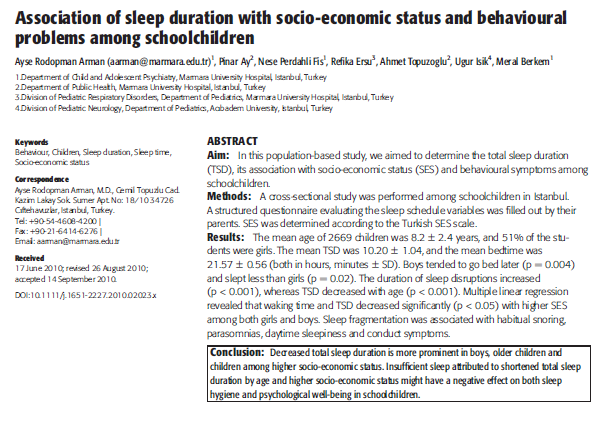 Association of sleep duration with socio-economic status and behavioural
problems among schoolchildren
Ayse Rodopman Arman (aarman@marmara.edu.tr)1, Pinar Ay2, Nese Perdahli Fis1, Refika Ersu3, Ahmet Topuzoglu2, Ugur Isik4, Meral Berkem1
1.Department of Child and Adolescent Psychiatry, Marmara University Hospital, Istanbul, Turkey
2.Department of Public Health, Marmara University Hospital, Istanbul, Turkey
3.Division of Pediatric Respiratory Disorders, Department of Pediatrics, Marmara University Hospital, Istanbul, Turkey
4.Division of Pediatric Neurology, Department of Pediatrics, Acıbadem University, Istanbul, Turkey
Keywords
Behaviour, Children, Sleep duration, Sleep time,
Socio-economic status
Correspondence
Ayse Rodopman Arman, M.D., Cemil Topuzlu Cad.
Kazim Lakay Sok. Sumer Apt. No: 18/10 34726
Ciftehavuzlar, Istanbul, Turkey.
Tel: +90-54-4608-4200 |
Fax: +90-21-6414-6276 |
Email: aarman@marmara.edu.tr
Received
17 June 2010; revised 26 August 2010;
accepted 14 September 2010.
DOI:10.1111/j.1651-2227.2010.02023.x
ABSTRACT
Aim: In this population-based study, we aimed to determine the total sleep duration
(TSD), its association with socio-economic status (SES) and behavioural symptoms among
schoolchildren.
Methods: A cross-sectional study was performed among schoolchildren in Istanbul.
A structured questionnaire evaluating the sleep schedule variables was filled out by their
parents. SES was determined according to the Turkish SES scale.
Results: The mean age of 2669 children was 8.2 ± 2.4 years, and 51% of the stu-
dents were girls. The mean TSD was 10.20 ± 1.04, and the mean bedtime was
21.57 ± 0.56 (both in hours, minutes ± SD). Boys tended to go bed later (p = 0.004)
and slept less than girls (p = 0.02). The duration of sleep disruptions increased
(p < 0.001), whereas TSD decreased with age (p < 0.001). Multiple linear regression
revealed that waking time and TSD decreased significantly (p < 0.05) with higher SES
among both girls and boys. Sleep fragmentation was associated with habitual snoring,
parasomnias, daytime sleepiness and conduct symptoms.
Conclusion: Decreased total sleep duration is more prominent in boys, older children and
children among higher socio-economic status. Insufficient sleep attributed to shortened total sleep
duration by age and higher socio-economic status might have a negative effect on both sleep
hygiene and psychological well-being in schoolchildren.